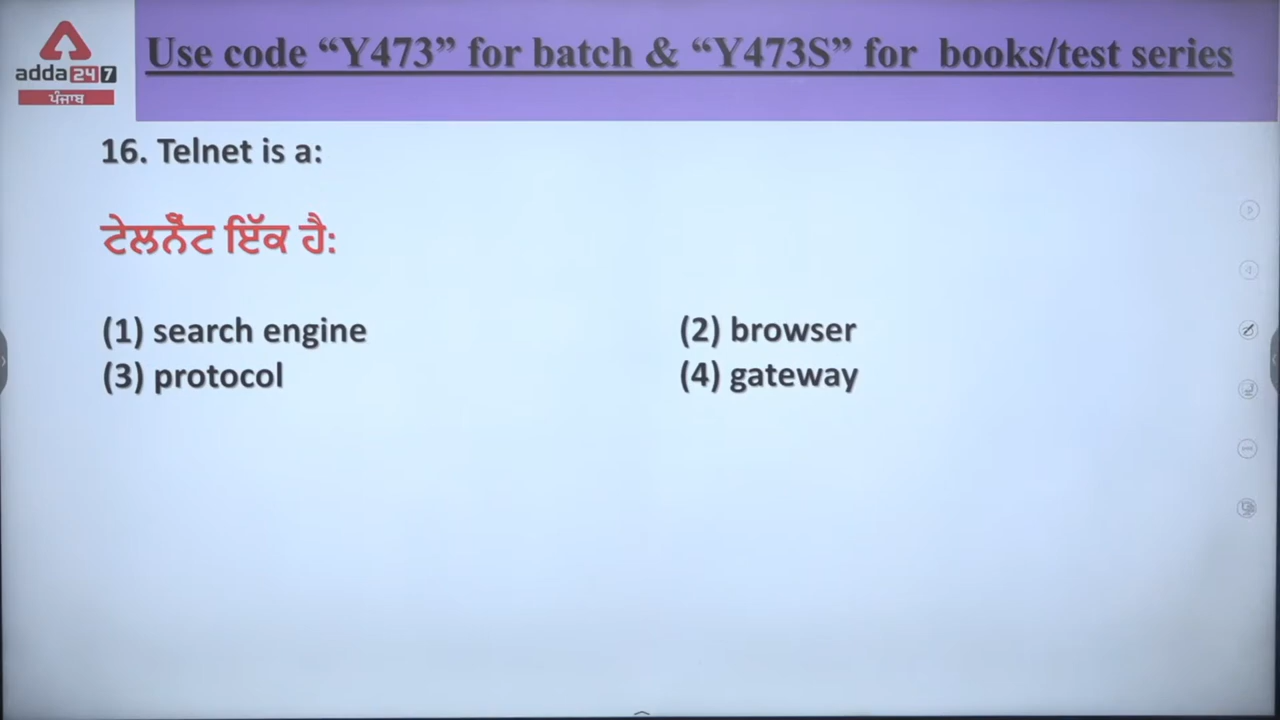 Use code “Y473” for batch & “Y473S” for books/test series
adda247
ਪੰਜਾਬ
16. Telnet is a:
ਟੇਲਨੈੱਟ ਇੱਕ ਹੈ:
(1) search engine
(2) browser
(3) protocol
(4) gateway